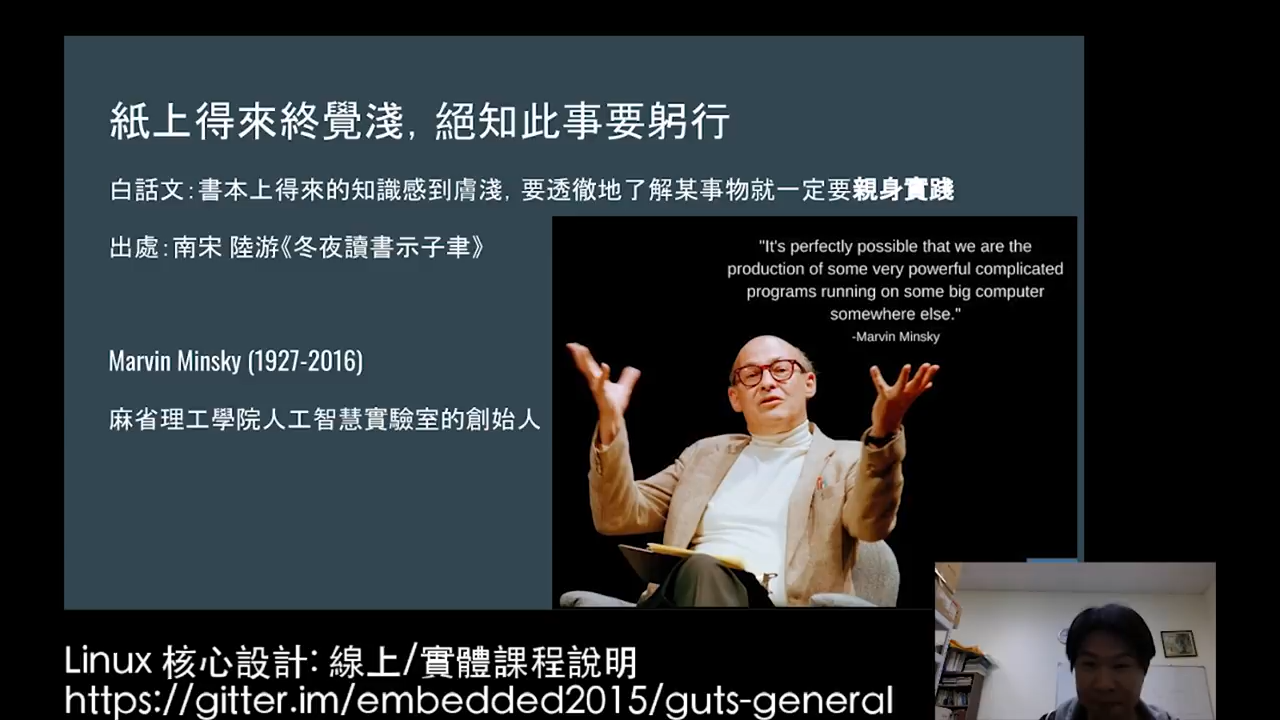 紙上得來終覺淺, 絕知此事要躬行
白話文:書本上得來的知識感到膚淺, 要透徹地了解某事物就一定要親身實踐
出處:南宋 陸游《冬夜讀書示子聿》
"It's perfectly possible that we are the
production of some very powerful complicated
programs running on some big computer
somewhere else."
-Marvin Minsky
Marvin Minsky (1927-2016)
麻省理工學院人工智慧實驗室的創始人
Linux 核心設計: 線上/實體課程說明
https://gitter.im/embedded2015/guts-general